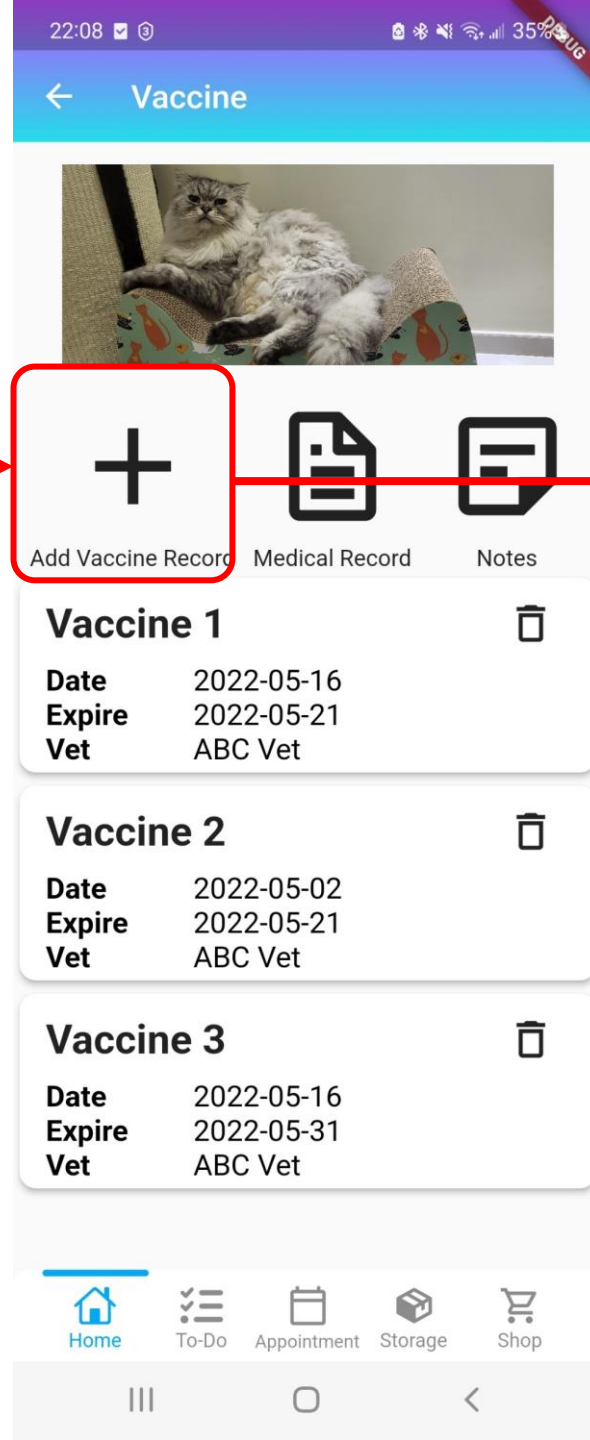 22:08
35%
DEBUG
Vaccine
Add Vaccine Record Medical Record Notes
Vaccine 1
Date 2022-05-16
Expire 2022-05-21
Vet ABC Vet
Vaccine 2
Date 2022-05-02
Expire 2022-05-21
Vet ABC Vet
Vaccine 3
Date 2022-05-16
Expire 2022-05-31
Vet ABC Vet
Home To-Do Appointment Storage Shop